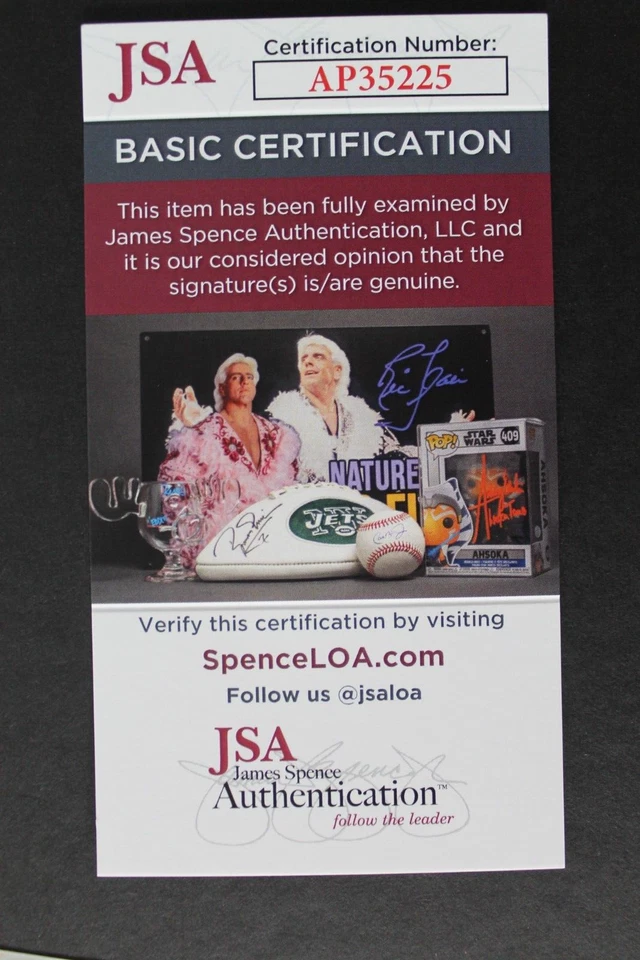 JSA
Certification Number:
AP35225
BASIC CERTIFICATION
This item has been fully examined by
James Spence Authentication, LLC and
it is our considered opinion that the
signature(s) is/are genuine.
NATURE
JETS
POP!
STAR
WARS
409
AHSOKA
Verify this certification by visiting
SpenceLOA.com
Follow us @jsaloa
JSA
James Spence
Authentication™
follow the leader